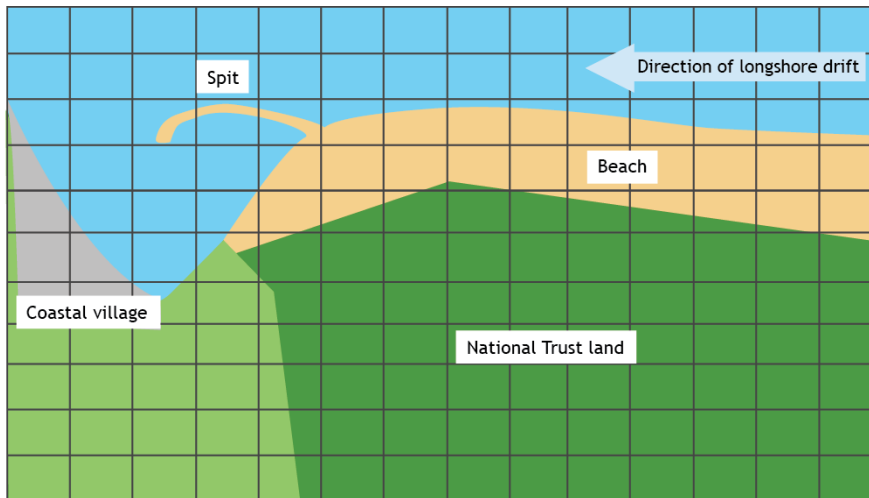 Direction of longshore drift
Spit
Beach
Coastal village
National Trust land